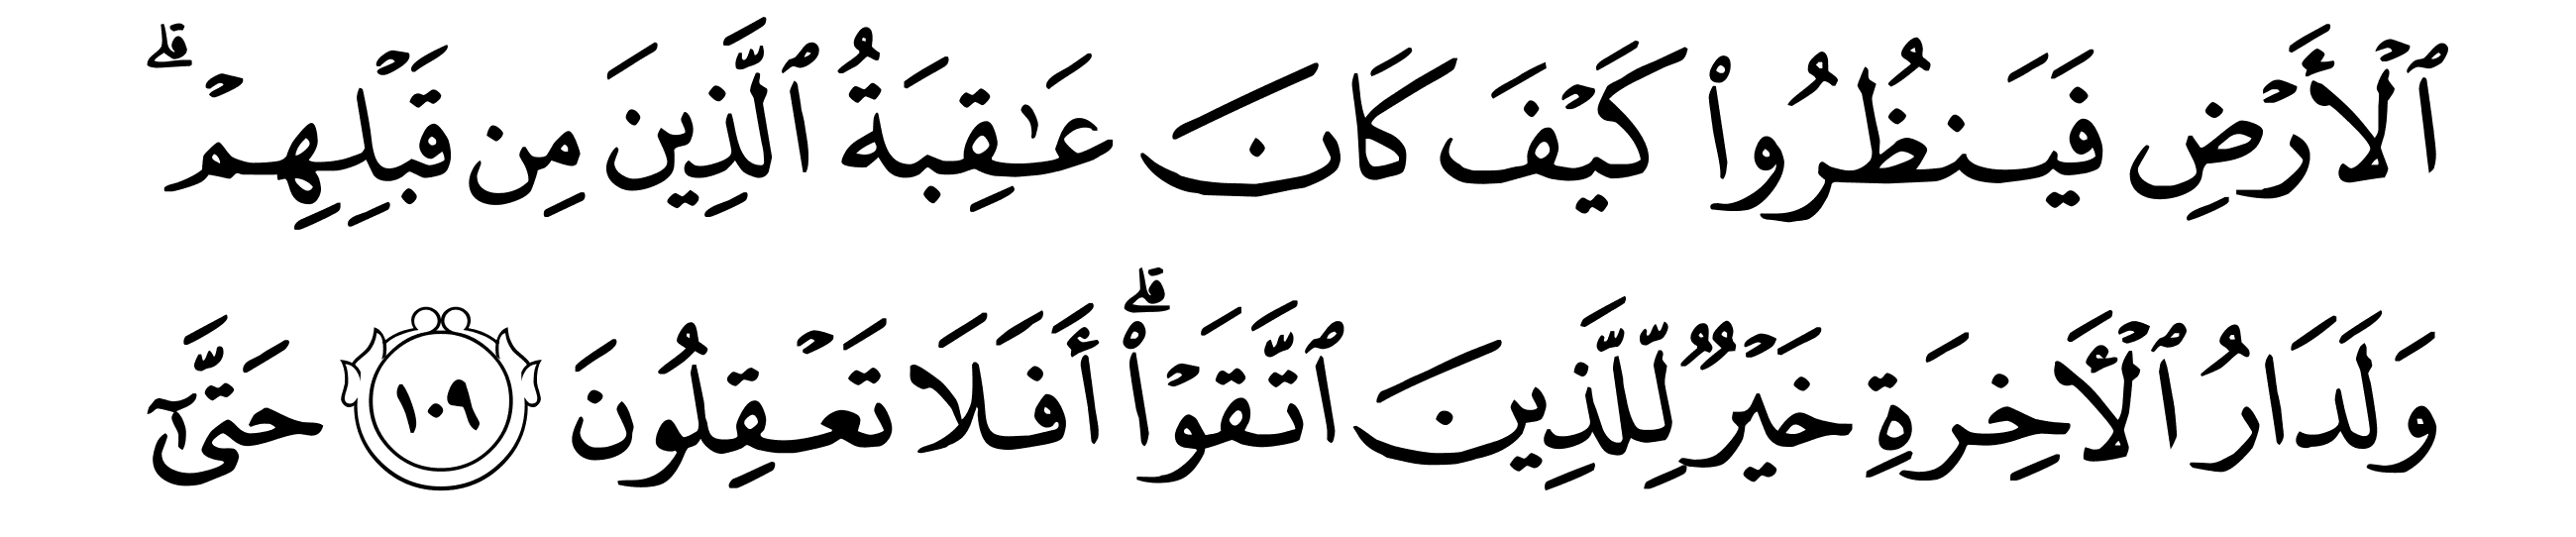 ٱلۡأَرۡضِ فَيَنظُرُواْ كَيۡفَ كَانَ عَٰقِبَةُ ٱلَّذِينَ مِن قَبۡلِهِمۡۗ
وَلَدَارُ ٱلۡأٓخِرَةِ خَيۡرٞ لِّلَّذِينَ ٱتَّقَوۡاْۗ أَفَلَا تَعۡقِلُونَ ١٠٩ حَتَّىٰٓ